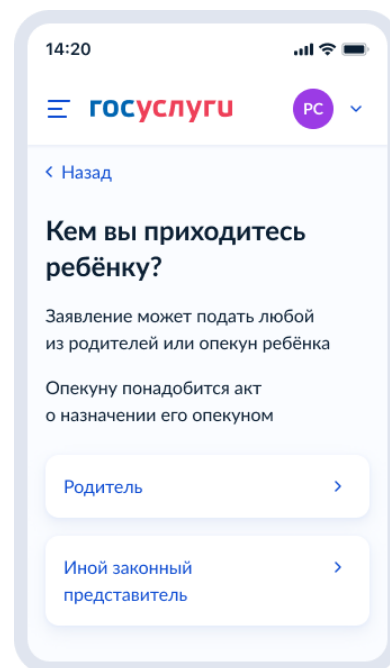 14:20
госуслуги
РС
Назад
Кем вы приходитесь
ребёнку?
Заявление может подать любой
из родителей или опекун ребёнка
Опекуну понадобится акт
о назначении его опекуном
Родитель
Иной законный
представитель